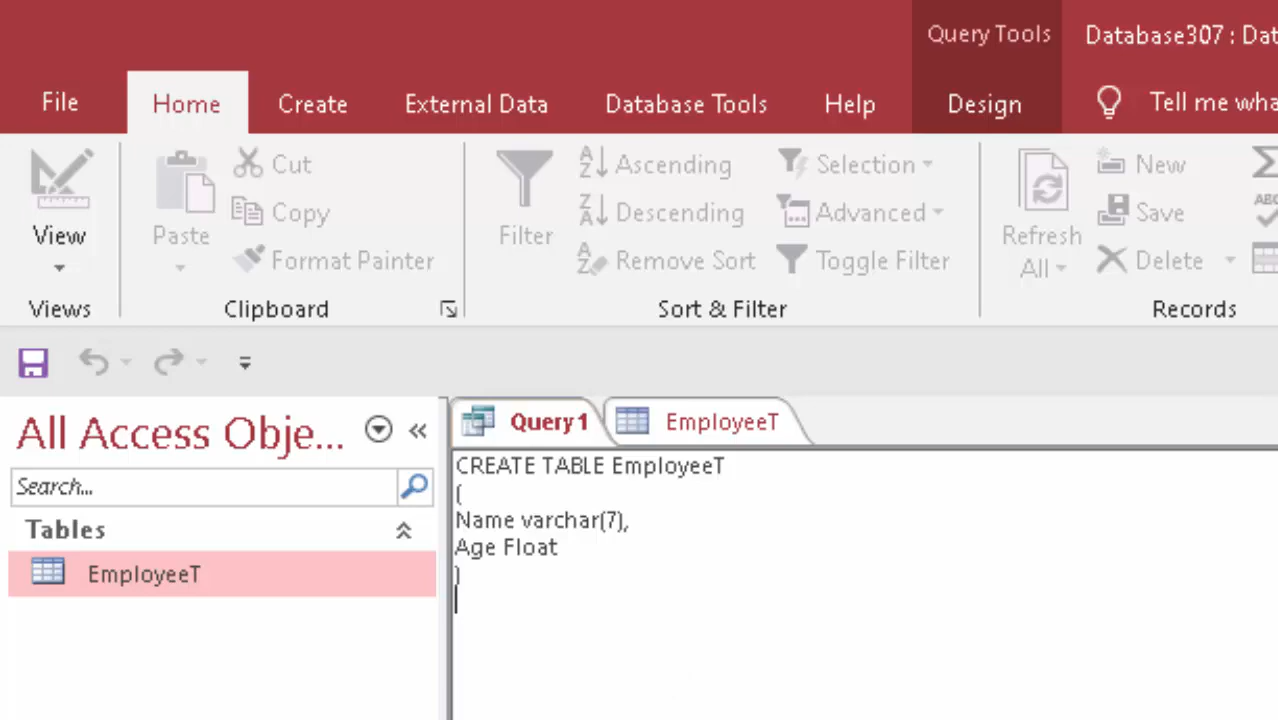 Query Tools
Database307 : Dat
File
Home
Create
External Data
Database Tools
Help
Design
Tell me wha
View
Paste
Cut
Copy
Format Painter
Filter
Ascending
Descending
Remove Sort
Selection
Advanced
Toggle Filter
Refresh
All
New
Save
Delete
ABC
Views
Clipboard
Sort & Filter
Records
All Access Obje...
Search...
Tables
EmployeeT
Query1
EmployeeT
CREATE TABLE EmployeeT
(
Name varchar(7),
Age Float
)